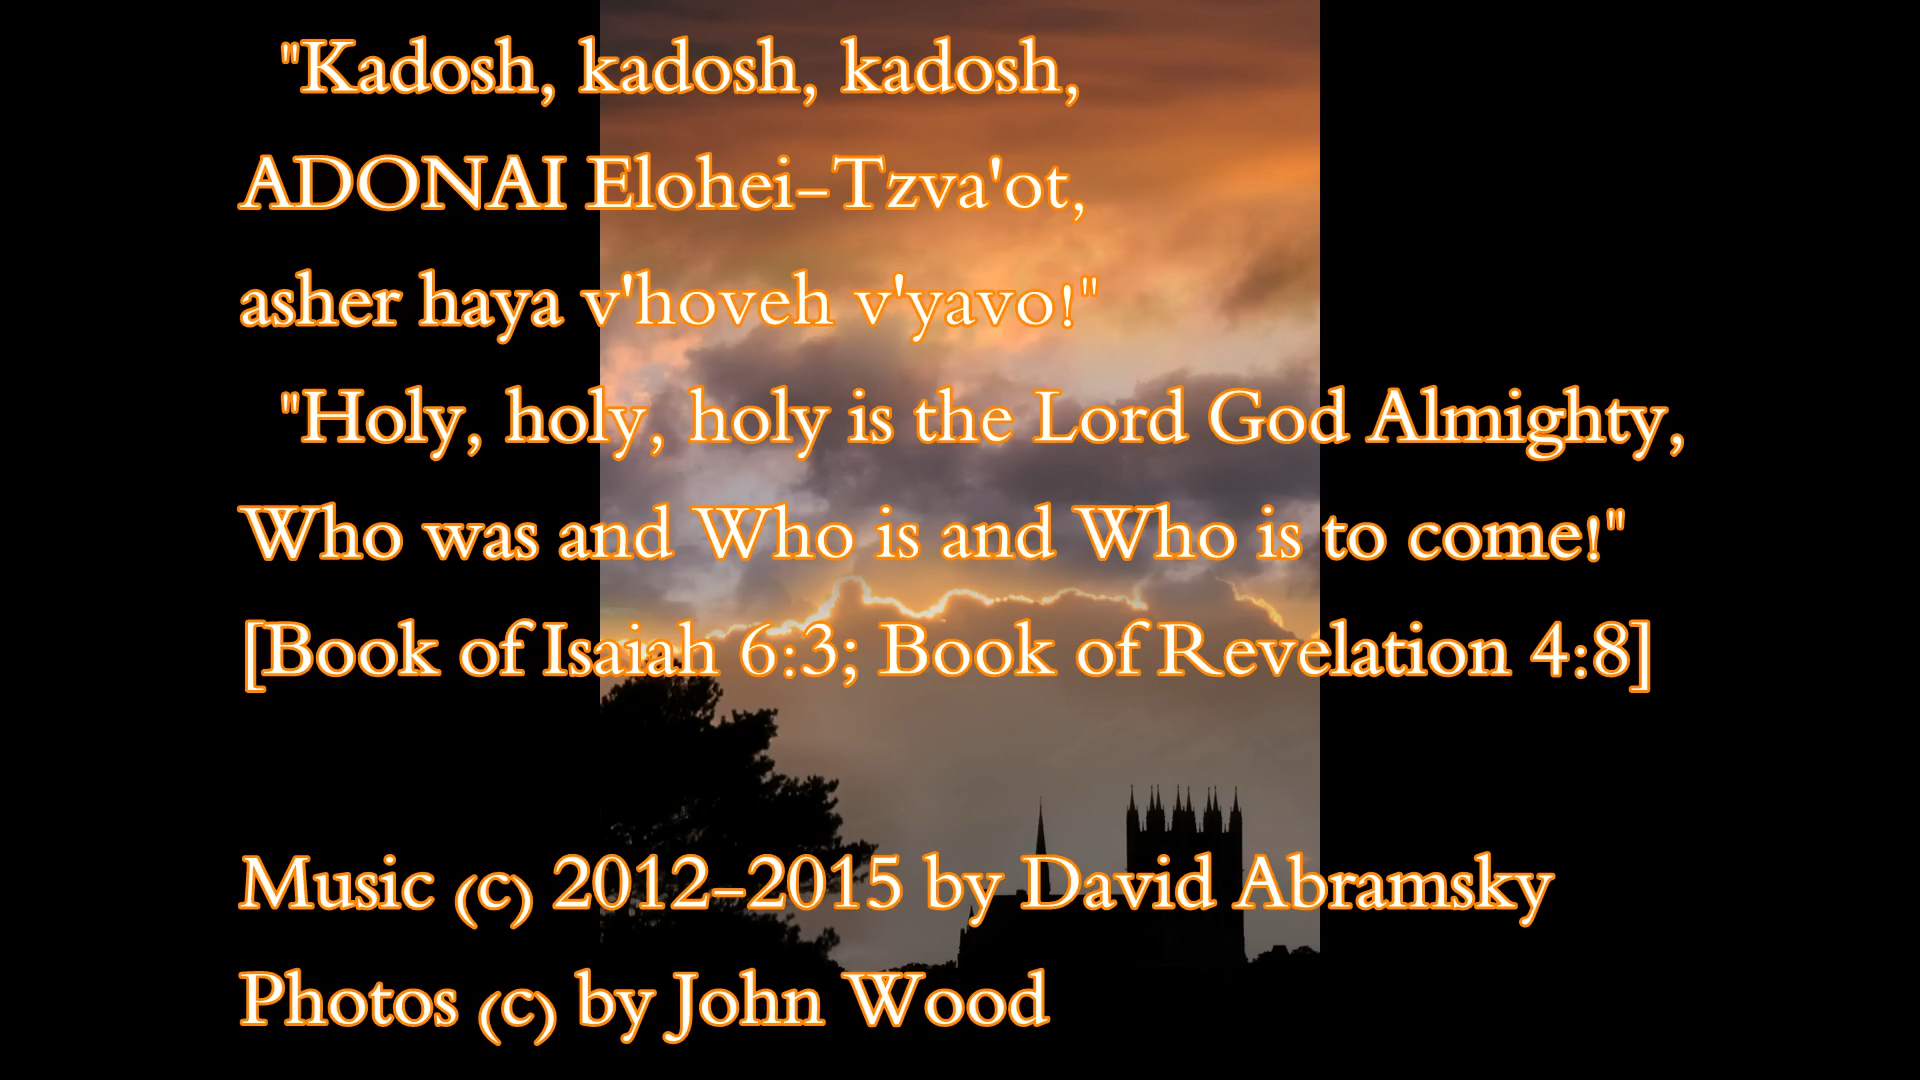 "Kadosh, kadosh, kadosh,
ADONAI Elohei-Tzva'ot,
asher haya v'hoveh v'yavo!"
"Holy, holy, holy is the Lord God Almighty,
Who was and Who is and Who is to come!"
[Book of Isaiah 6:3; Book of Revelation 4:8]
Music (c) 2012-2015 by David Abramsky
Photos (c) by John Wood